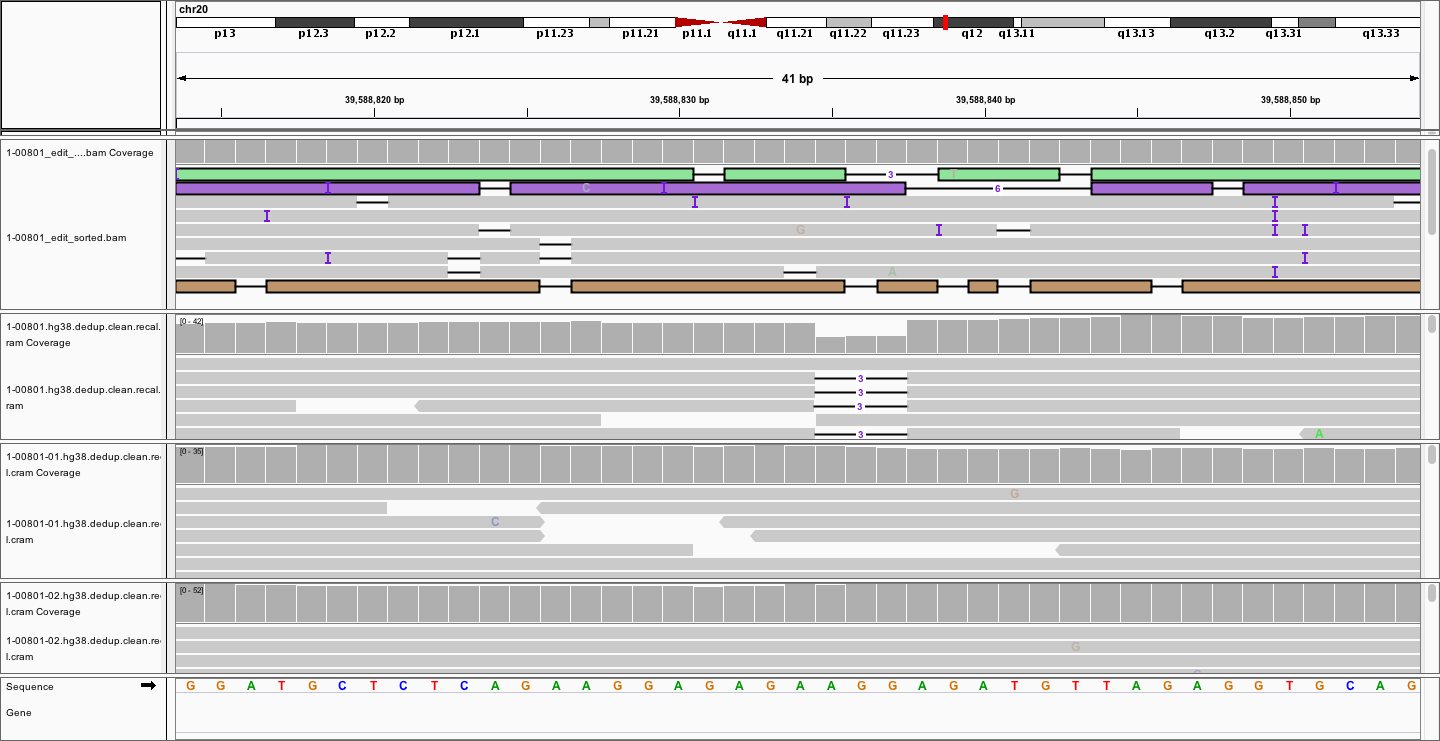 chr20
p13 p12.3 p12.2 p12.1 p11.23 p11.21 p11.1 q11.1 q11.21 q11.22 q11.23 q12 q13.11 q13.13 q13.2 q13.31 q13.33
41 bp
39,588,820 bp 39,588,830 bp 39,588,840 bp 39,588,850 bp
1-00801_edit_....bam Coverage
3 T
C 6
1-00801_edit_sorted.bam
G
A
1-00801.hg38.dedup.clean.recal.
ram Coverage
[0 - 42]
3
3
1-00801.hg38.dedup.clean.recal.
ram
3
3 A
1-00801-01.hg38.dedup.clean.re
l.cram Coverage
[0 - 35]
G
C
1-00801-01.hg38.dedup.clean.re
l.cram
1-00801-02.hg38.dedup.clean.re
l.cram Coverage
[0 - 52]
1-00801-02.hg38.dedup.clean.re
l.cram
G
Sequence G G A T G C T C T C A G A A G G A G A G A A G G A G A T G T T A G A G G T G C A G
Gene